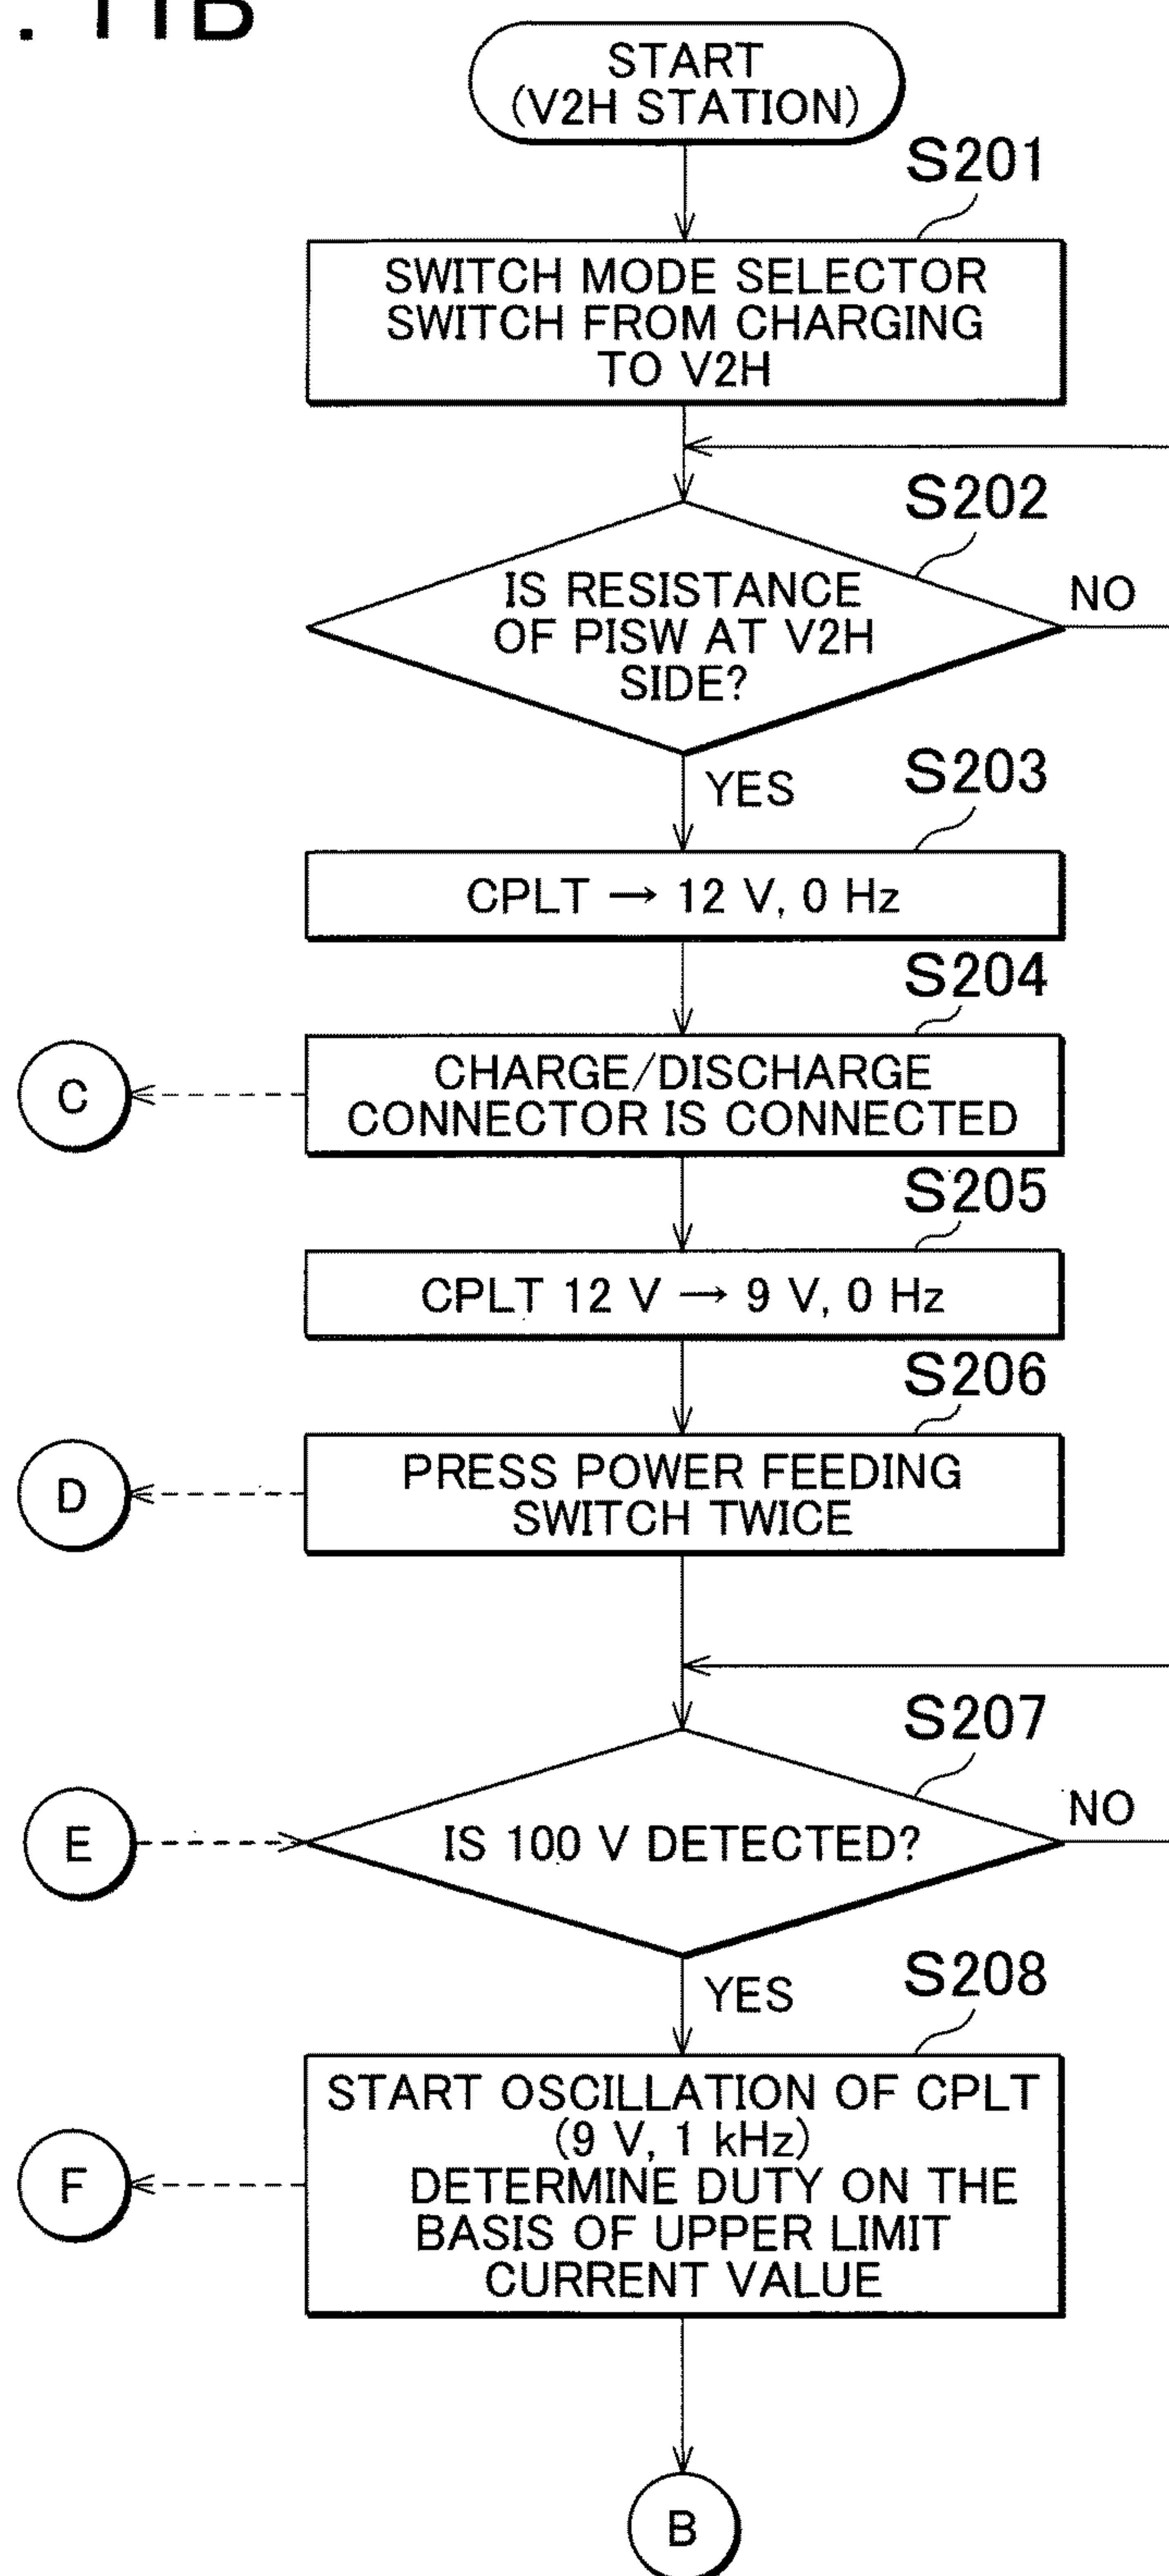 . 11B
START
(V2H STATION)
S201
SWITCH MODE SELECTOR
SWITCH FROM CHARGING
TO V2H
S202
IS RESISTANCE
OF PISW AT V2H
SIDE?
NO
YES
S203
CPLT → 12 V, 0 Hz
S204
CHARGE/DISCHARGE
CONNECTOR IS CONNECTED
C
S205
CPLT 12 V → 9 V, 0 Hz
S206
PRESS POWER FEEDING
SWITCH TWICE
D
S207
IS 100 V DETECTED?
NO
E
YES
S208
START OSCILLATION OF CPLT
(9 V, 1 kHz)
DETERMINE DUTY ON THE
BASIS OF UPPER LIMIT
CURRENT VALUE
F
B